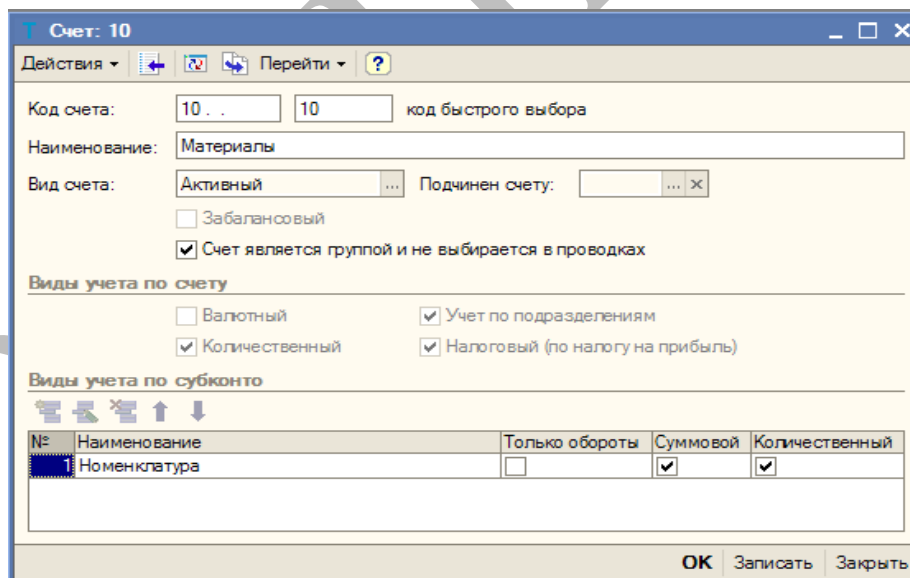 Счет: 10
Действия Перейти ?
Код счета: 10 . . 10 код быстрого выбора
Наименование: Материалы
Вид счета: Активный ... Подчинен счету: ... ×
Забалансовый
Счет является группой и не выбирается в проводках
Виды учета по счету
Валютный Учет по подразделениям
Количественный Налоговый (по налогу на прибыль)
Виды учета по субконто
№ Наименование Только обороты Суммовой Количественный
1 Номенклатура
OK Записать Закрыть